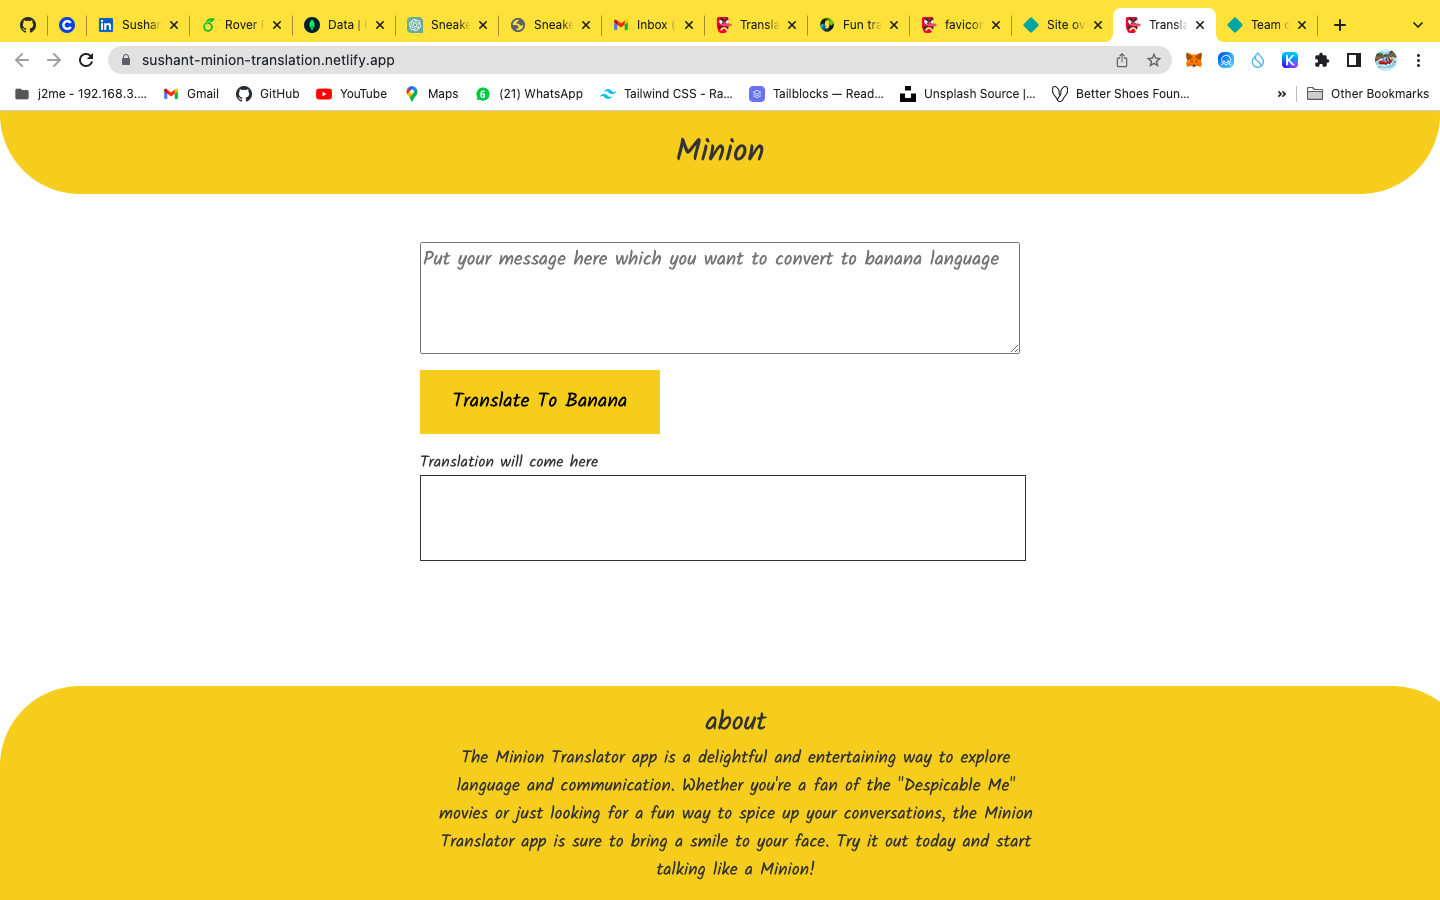 Sushar
Rover
Data |
Sneake
Sneake
Inbox (
Transla
Fun tra
favicor
Site ov
Transla
Team
sushant-minion-translation.netlify.app
j2me - 192.168.3.... Gmail GitHub YouTube Maps (21) WhatsApp Tailwind CSS - Ra... Tailblocks — Read... Unsplash Source |... Better Shoes Foun... » Other Bookmarks
Minion
Put your message here which you want to convert to banana language
Translate To Banana
Translation will come here
about
The Minion Translator app is a delightful and entertaining way to explore
language and communication. Whether you're a fan of the "Despicable Me"
movies or just looking for a fun way to spice up your conversations, the Minion
Translator app is sure to bring a smile to your face. Try it out today and start
talking like a Minion!